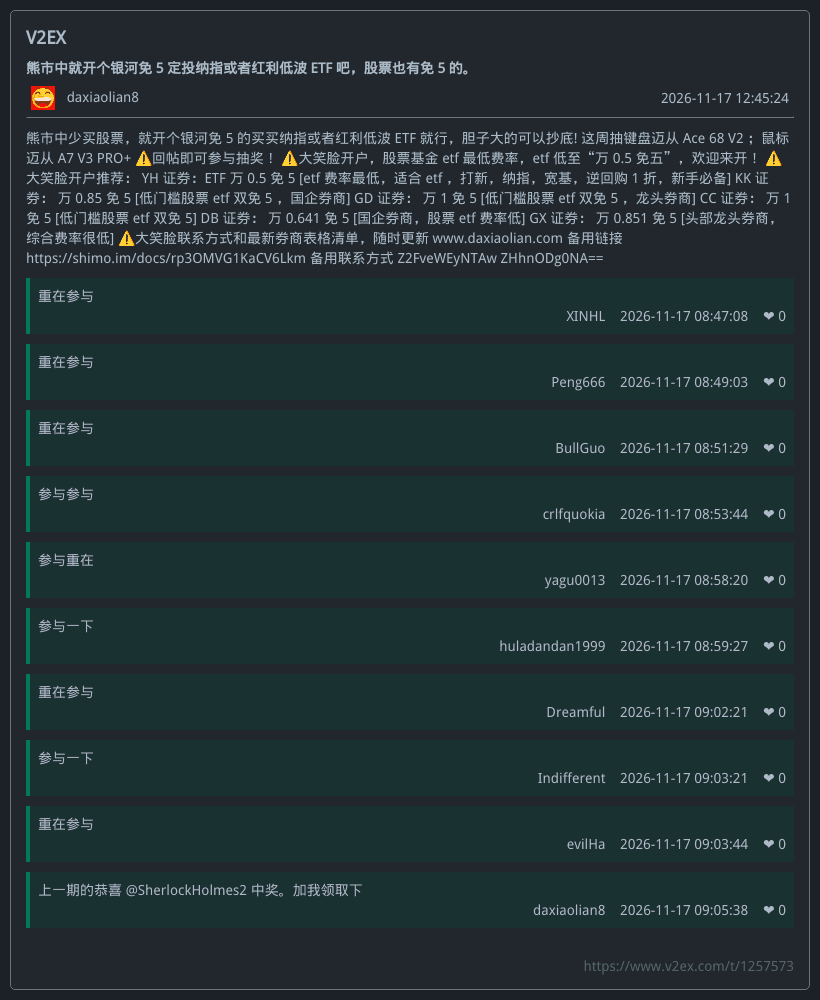 V2EX
熊市中就开个银河免 5 定投纳指或者红利低波 ETF 吧，股票也有免 5 的。
daxiaolian8
2026-11-17 12:45:24
熊市中少买股票，就开个银河免 5 的买买纳指或者红利低波 ETF 就行，胆子大的可以抄底! 这周抽键盘迈从 Ace 68 V2 ；鼠标
迈从 A7 V3 PRO+ ⚠️回帖即可参与抽奖！ ⚠️大笑脸开户，股票基金 etf 最低费率，etf 低至“万 0.5 免五”，欢迎来开！ ⚠️
大笑脸开户推荐： YH 证券：ETF 万 0.5 免 5 [etf 费率最低，适合 etf ，打新，纳指，宽基，逆回购 1 折，新手必备] KK 证
券： 万 0.85 免 5 [低门槛股票 etf 双免 5 ，国企券商] GD 证券： 万 1 免 5 [低门槛股票 etf 双免 5 ，龙头券商] CC 证券： 万 1
免 5 [低门槛股票 etf 双免 5] DB 证券： 万 0.641 免 5 [国企券商，股票 etf 费率低] GX 证券： 万 0.851 免 5 [头部龙头券商，
综合费率很低] ⚠️大笑脸联系方式和最新券商表格清单，随时更新 www.daxiaolian.com 备用链接
https://shimo.im/docs/rp3OMVG1KaCV6Lkm 备用联系方式 Z2FveWEyNTAw ZHhnODg0NA==
重在参与
XINHL 2026-11-17 08:47:08 ❤ 0
重在参与
Peng666 2026-11-17 08:49:03 ❤ 0
重在参与
BullGuo 2026-11-17 08:51:29 ❤ 0
参与参与
crlfquokia 2026-11-17 08:53:44 ❤ 0
参与重在
yagu0013 2026-11-17 08:58:20 ❤ 0
参与一下
huladandan1999 2026-11-17 08:59:27 ❤ 0
重在参与
Dreamful 2026-11-17 09:02:21 ❤ 0
参与一下
Indifferent 2026-11-17 09:03:21 ❤ 0
重在参与
evilHa 2026-11-17 09:03:44 ❤ 0
上一期的恭喜 @SherlockHolmes2 中奖。加我领取下
daxiaolian8 2026-11-17 09:05:38 ❤ 0
https://www.v2ex.com/t/1257573